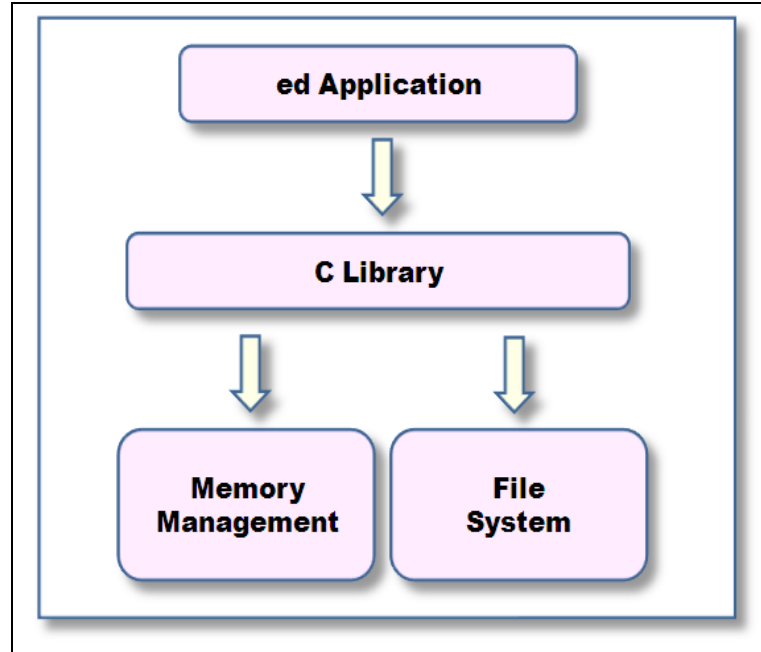 ed Application
C Library
Memory
Management
File
System